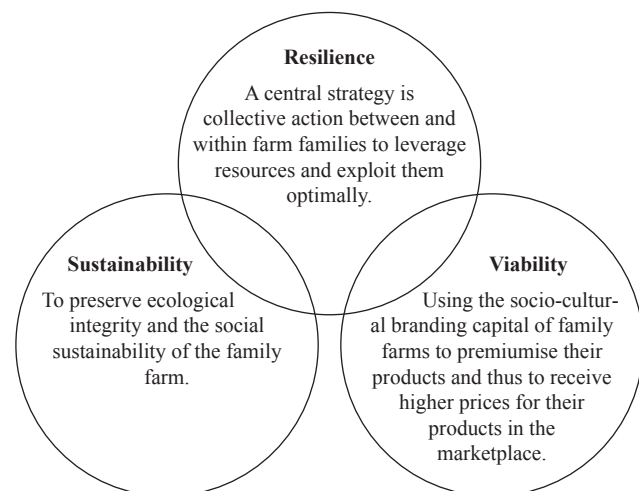 Resilience
A central strategy is
collective action between and
within farm families to leverage
resources and exploit them
optimally.
Sustainability
To preserve ecological
integrity and the social
sustainability of the family
farm.
Viability
Using the socio-cultur-
al branding capital of family
farms to premiumise their
products and thus to receive
higher prices for their
products in the
marketplace.